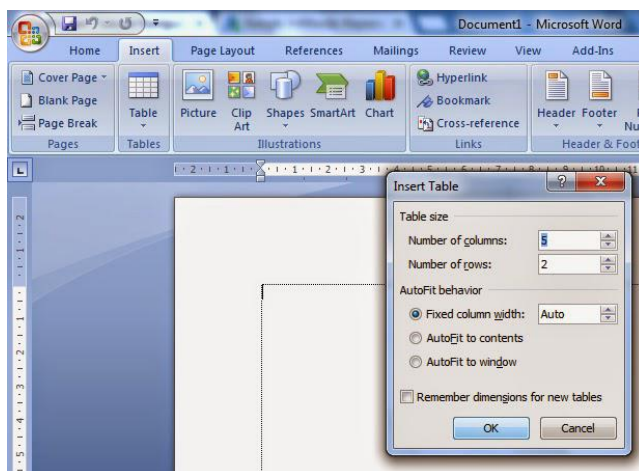 Document1 - Microsoft Word
Home Insert Page Layout References Mailings Review View Add-Ins
Cover Page
Blank Page
Page Break
Table
Picture Clip Art Shapes SmartArt Chart
Hyperlink
Bookmark
Cross-reference
Header Footer
Pages Tables Illustrations Links Header & Foot
Insert Table
Table size
Number of columns: 5
Number of rows: 2
AutoFit behavior
Fixed column width: Auto
AutoFit to contents
AutoFit to window
Remember dimensions for new tables
OK Cancel